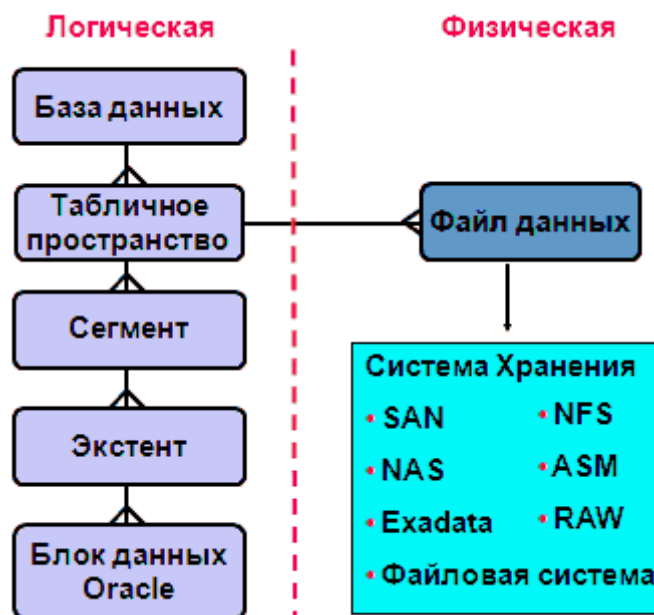 Логическая
Физическая
База данных
Табличное
пространство
Файл данных
Сегмент
Экстент
Блок данных
Oracle
Система Хранения
• SAN
• NFS
• NAS
• ASM
• Exadata
• RAW
• Файловая система